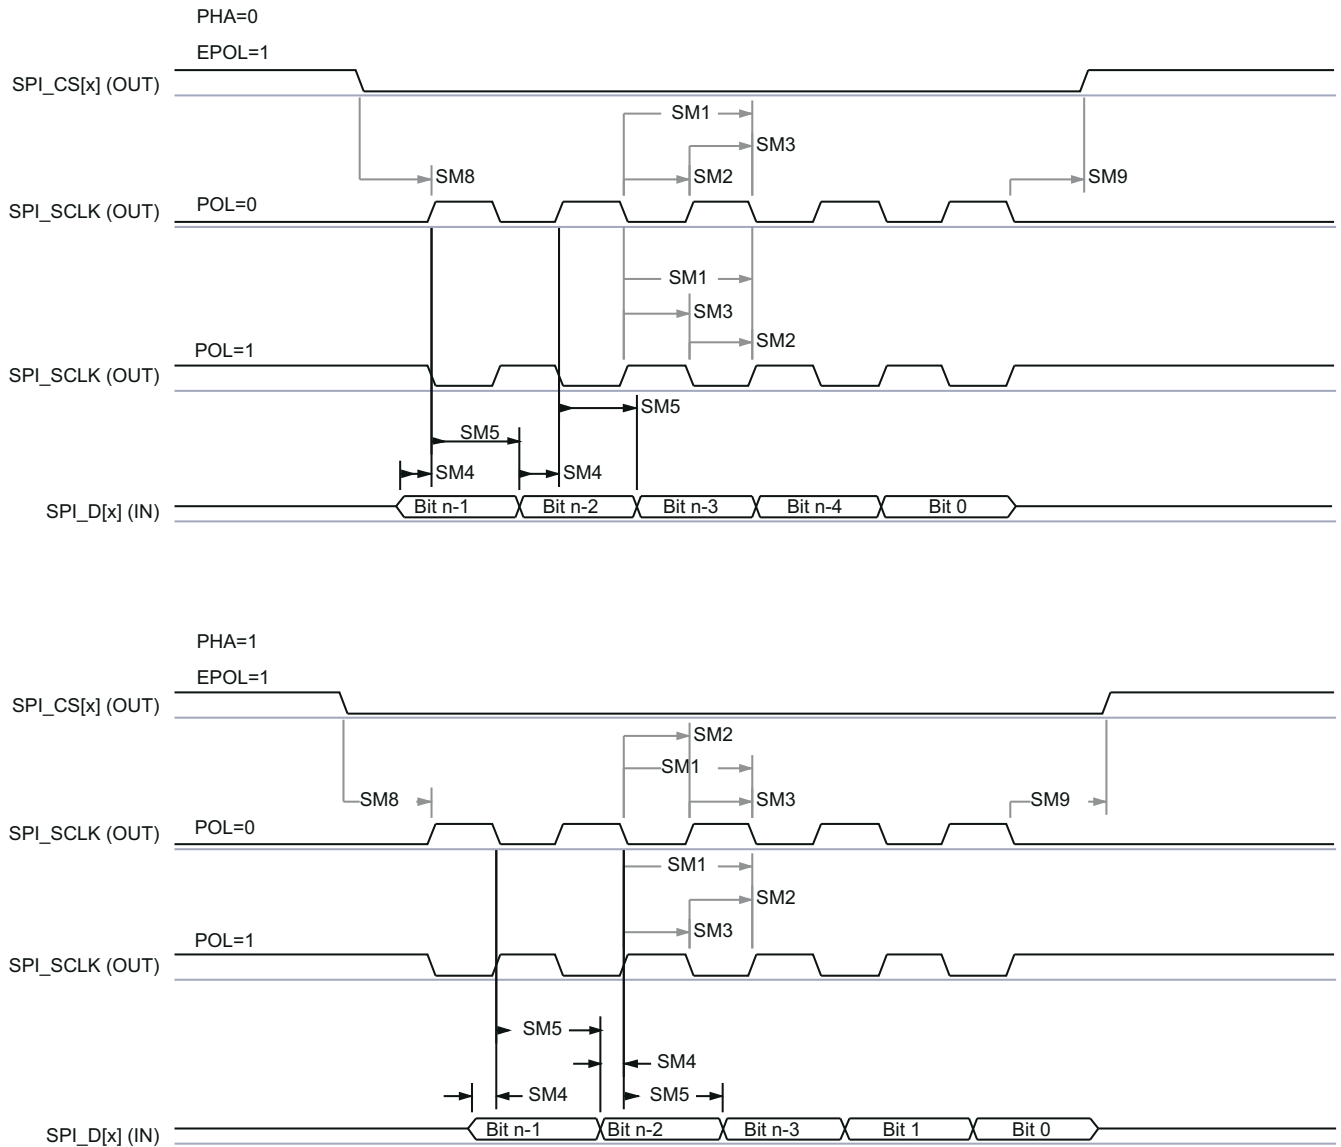 PHA=0
EPOL=1
SPI_CS[x] (OUT)
SM1
SM3
SM8
SM2
SM9
SPI_SCLK (OUT)
POL=0
SM1
SM3
SM2
POL=1
SPI_SCLK (OUT)
SM5
SM5
SM4
SM4
SPI_D[x] (IN)
Bit n-1
Bit n-2
Bit n-3
Bit n-4
Bit 0
PHA=1
EPOL=1
SPI_CS[x] (OUT)
SM2
SM1
SM8
SM3
SM9
SPI_SCLK (OUT)
POL=0
SM1
SM2
SM3
POL=1
SPI_SCLK (OUT)
SM5
SM4
SM4
SM5
SPI_D[x] (IN)
Bit n-1
Bit n-2
Bit n-3
Bit 1
Bit 0